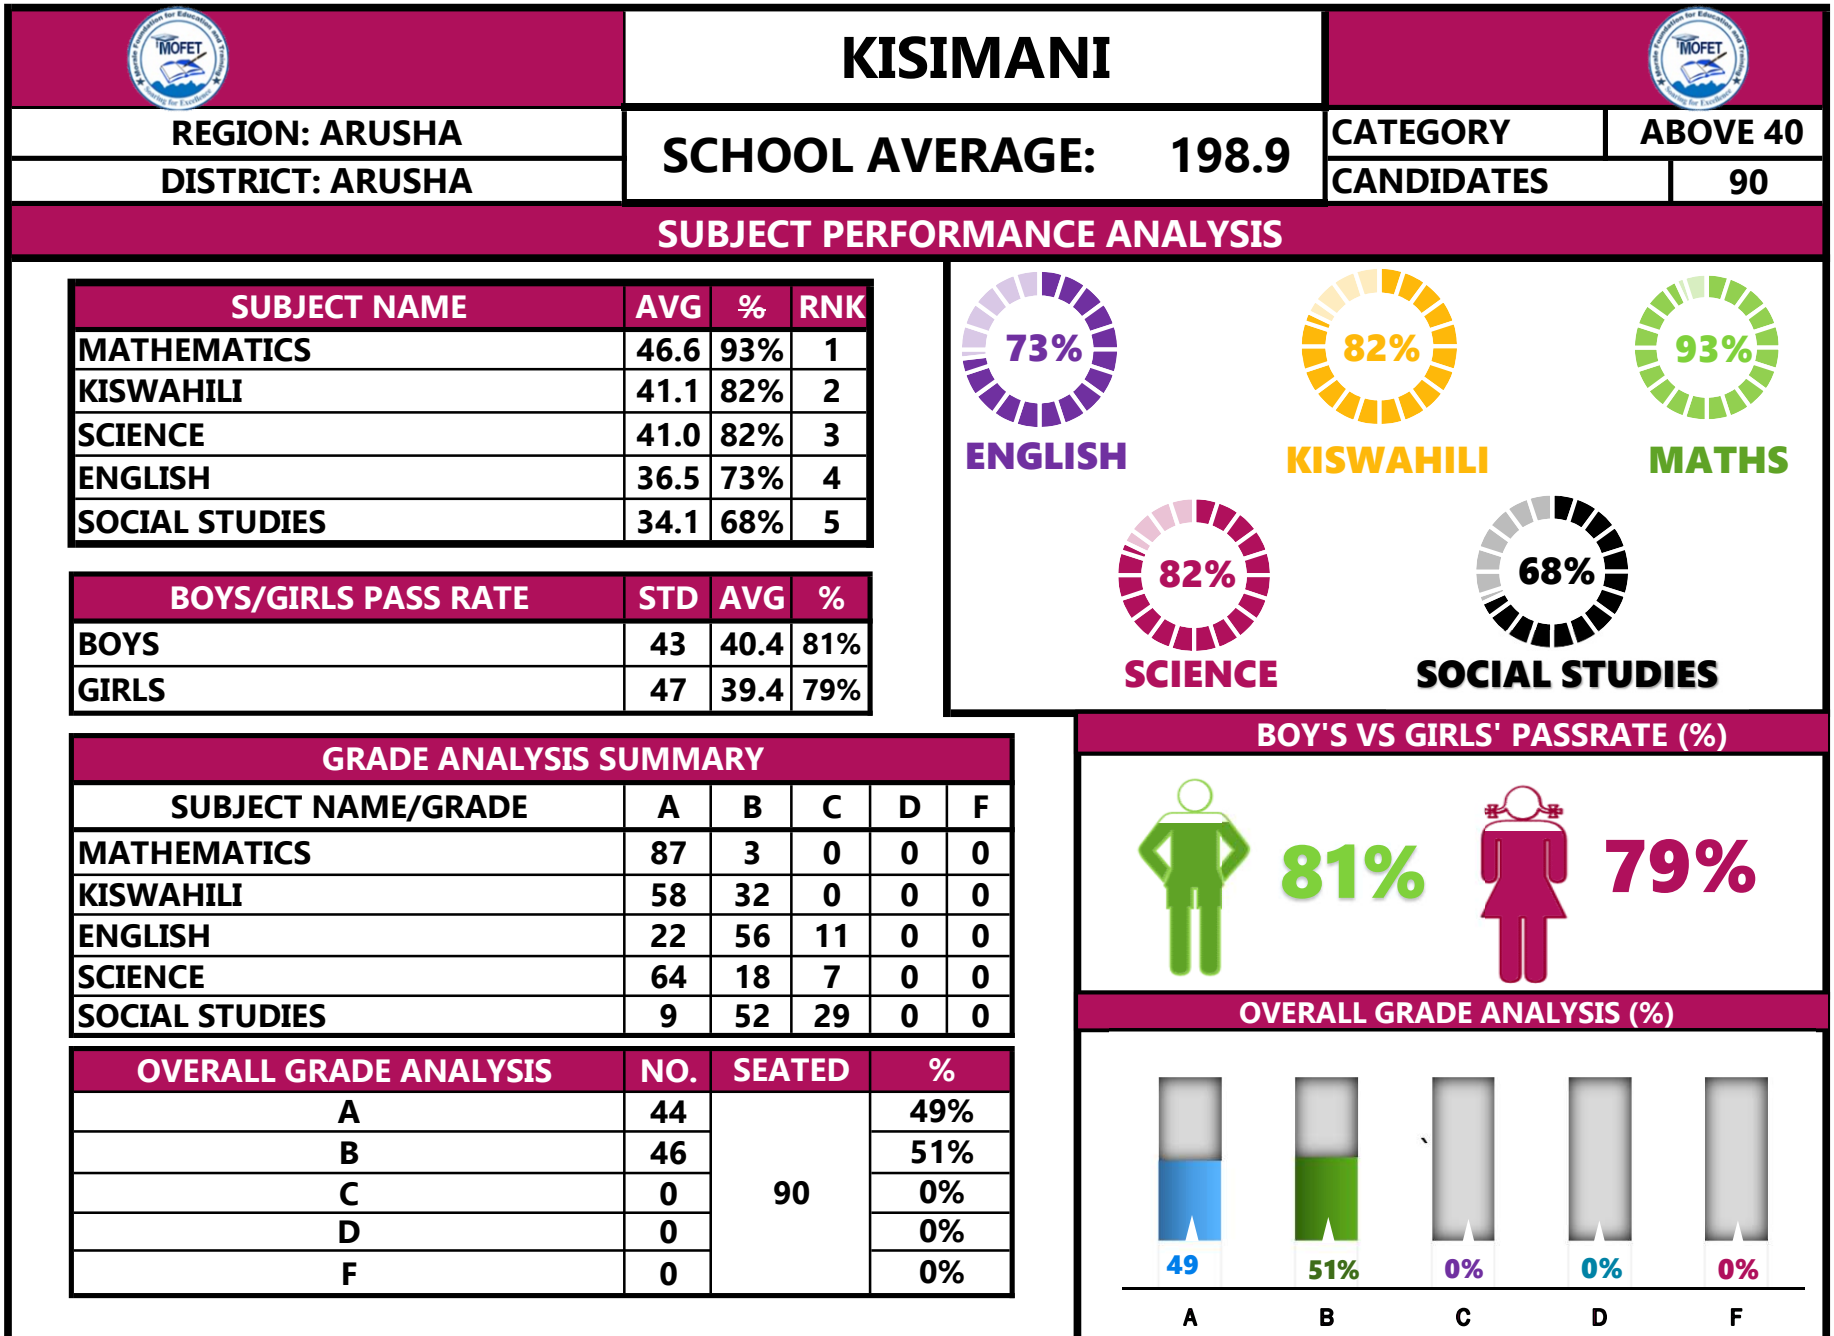 MOFET
KISIMANI
MOFET
Soaring for Excellence
Soaring for Excellence
REGION: ARUSHA
DISTRICT: ARUSHA
SCHOOL AVERAGE: 198.9
CATEGORY ABOVE 40
CANDIDATES 90
SUBJECT PERFORMANCE ANALYSIS
SUBJECT NAME AVG % RNK
MATHEMATICS 46.6 93% 1
KISWAHILI 41.1 82% 2
SCIENCE 41.0 82% 3
ENGLISH 36.5 73% 4
SOCIAL STUDIES 34.1 68% 5
73%
ENGLISH
82%
KISWAHILI
93%
MATHS
82%
SCIENCE
68%
SOCIAL STUDIES
BOYS/GIRLS PASS RATE STD AVG %
BOYS 43 40.4 81%
GIRLS 47 39.4 79%
GRADE ANALYSIS SUMMARY
SUBJECT NAME/GRADE A B C D F
MATHEMATICS 87 3 0 0 0
KISWAHILI 58 32 0 0 0
ENGLISH 22 56 11 0 0
SCIENCE 64 18 7 0 0
SOCIAL STUDIES 9 52 29 0 0
BOY'S VS GIRLS' PASSRATE (%)
81%
79%
OVERALL GRADE ANALYSIS NO. SEATED %
A 44 49%
B 46 51%
C 0 90 0%
D 0 0%
F 0 0%
OVERALL GRADE ANALYSIS (%)
`
49 51% 0% 0% 0%
A B C D F